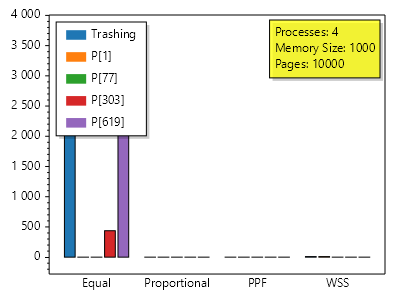 4 000
3 500
3 000
2 500
2 000
1 500
1 000
500
0
Trashing
P[1]
P[77]
P[303]
P[619]
Processes: 4
Memory Size: 1000
Pages: 10000
Equal Proportional PPF WSS